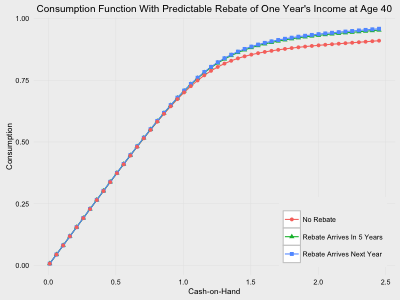 Consumption Function With Predictable Rebate of One Year's Income at Age 40
1.00
0.75
0.50
0.25
0.00
Consumption
No Rebate
Rebate Arrives In 5 Years
Rebate Arrives Next Year
0.0 0.5 1.0 1.5 2.0 2.5
Cash-on-Hand